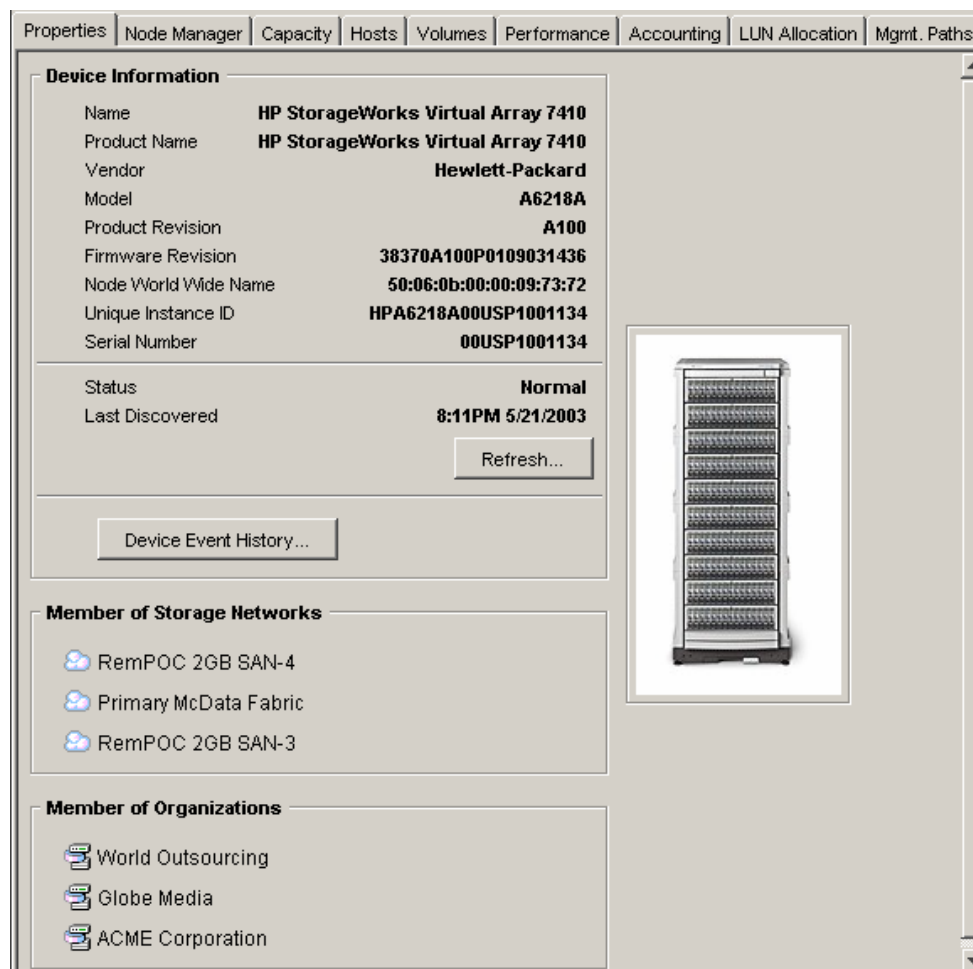 Properties Node Manager Capacity Hosts Volumes Performance Accounting LUN Allocation Mgmt. Paths
Device Information
Name HP StorageWorks Virtual Array 7410
Product Name HP StorageWorks Virtual Array 7410
Vendor Hewlett-Packard
Model A6218A
Product Revision A100
Firmware Revision 38370A100P0109031436
Node World Wide Name 50:06:0b:00:00:09:73:72
Unique Instance ID HPA6218A00USP1001134
Serial Number 00USP1001134
Status Normal
Last Discovered 8:11PM 5/21/2003
Refresh...
Device Event History...
Member of Storage Networks
RemPOC 2GB SAN-4
Primary McData Fabric
RemPOC 2GB SAN-3
Member of Organizations
World Outsourcing
Globe Media
ACME Corporation